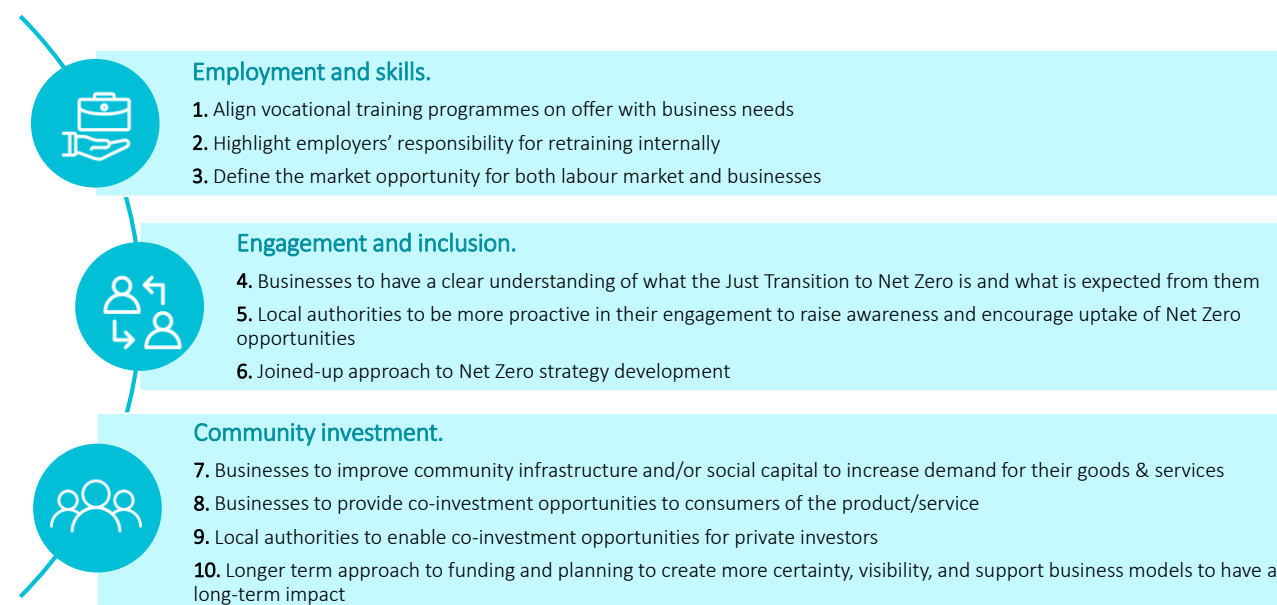 Employment and skills.
1. Align vocational training programmes on offer with business needs
2. Highlight employers’ responsibility for retraining internally
3. Define the market opportunity for both labour market and businesses
Engagement and inclusion.
4. Businesses to have a clear understanding of what the Just Transition to Net Zero is and what is expected from them
5. Local authorities to be more proactive in their engagement to raise awareness and encourage uptake of Net Zero
opportunities
6. Joined-up approach to Net Zero strategy development
Community investment.
7. Businesses to improve community infrastructure and/or social capital to increase demand for their goods & services
8. Businesses to provide co-investment opportunities to consumers of the product/service
9. Local authorities to enable co-investment opportunities for private investors
10. Longer term approach to funding and planning to create more certainty, visibility, and support business models to have a
long-term impact